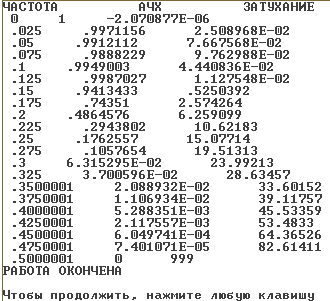 ЧАСТОТА АЧХ ЗАТУХАНИЕ
0 1 -2.070877E-06
.025 .9971156 2.508968E-02
.05 .9912112 7.667568E-02
.075 .9888229 9.762988E-02
.1 .9949003 4.440836E-02
.125 .9987027 1.127548E-02
.15 .9413433 .5250392
.175 .74351 2.574264
.2 .4864576 6.259099
.225 .2943802 10.62183
.25 .1762557 15.07714
.275 .1057654 19.51313
.3 6.315295E-02 23.99213
.325 3.700596E-02 28.63457
.3500001 2.088932E-02 33.60152
.3750001 1.106934E-02 39.11757
.4000001 5.288351E-03 45.53359
.4250001 2.117557E-03 53.4833
.4500001 6.049741E-04 64.36526
.4750001 7.401071E-05 82.61411
.5000001 0 999
РАБОТА ОКОНЧЕНА
Чтобы продолжить, нажмите любую клавишу